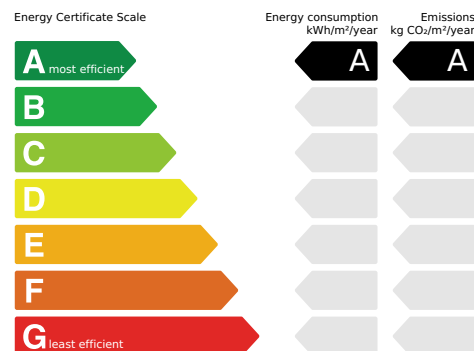 Energy Certificate Scale
Energy consumption
kWh/m²/year
Emissions
kg CO₂/m²/year
A most efficient
A
A
B
C
D
E
F
G least efficient